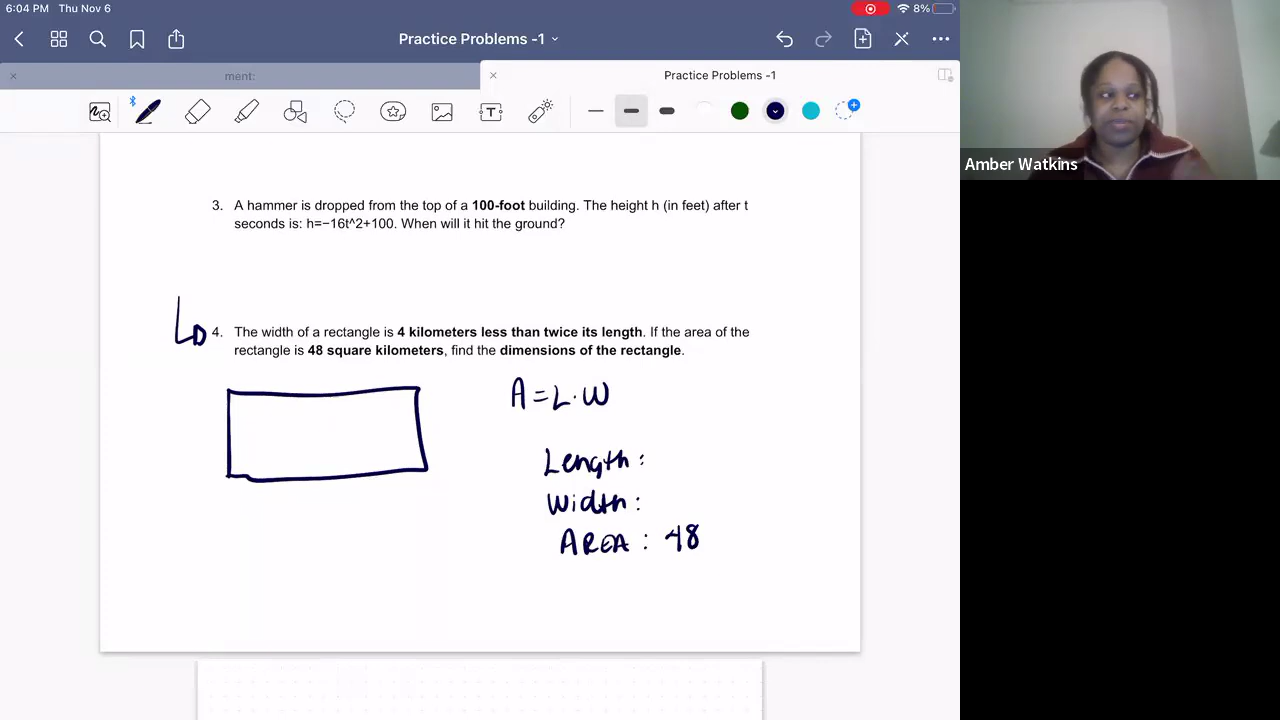 6:04 PM Thu Nov 6
8%
Practice Problems -1
ment:
Practice Problems -1
T
Amber Watkins
3. A hammer is dropped from the top of a 100-foot building. The height h (in feet) after t
seconds is: h=−16t^2+100. When will it hit the ground?
4. The width of a rectangle is 4 kilometers less than twice its length. If the area of the
rectangle is 48 square kilometers, find the dimensions of the rectangle.
A = L · W
Length :
Width :
AREA : 48